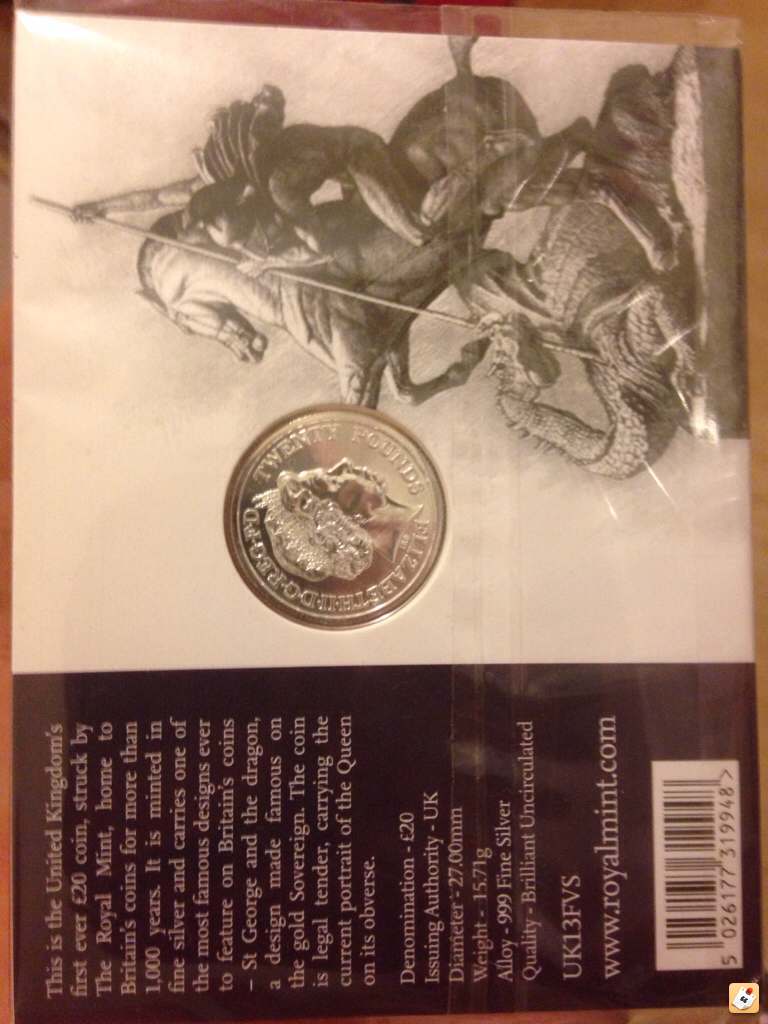 TWENTY POUNDS
ELIZABETH·II·D·G·REG·F·D
This is the United Kingdom's
first ever £20 coin, struck by
The Royal Mint, home to
Britain's coins for more than
1,000 years. It is minted in
fine silver and carries one of
the most famous designs ever
to feature on Britain's coins
– St George and the dragon,
a design made famous on
the gold Sovereign. The coin
is legal tender, carrying the
current portrait of the Queen
on its obverse.
Denomination - £20
Issuing Authority - UK
Diameter - 27.00mm
Weight - 15.71g
Alloy - 999 Fine Silver
Quality - Brilliant Uncirculated
UK13FVS
www.royalmint.com
5 026177 319948>